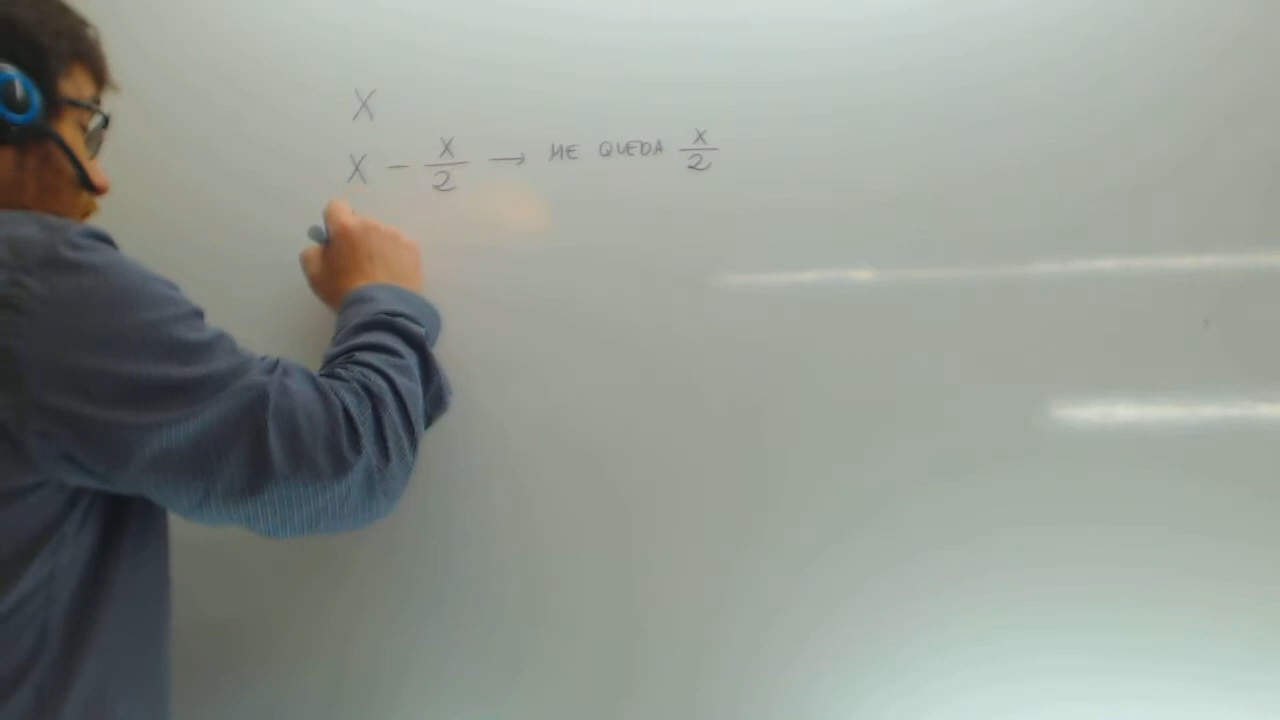 X
X - X/2 → ME QUEDA X/2